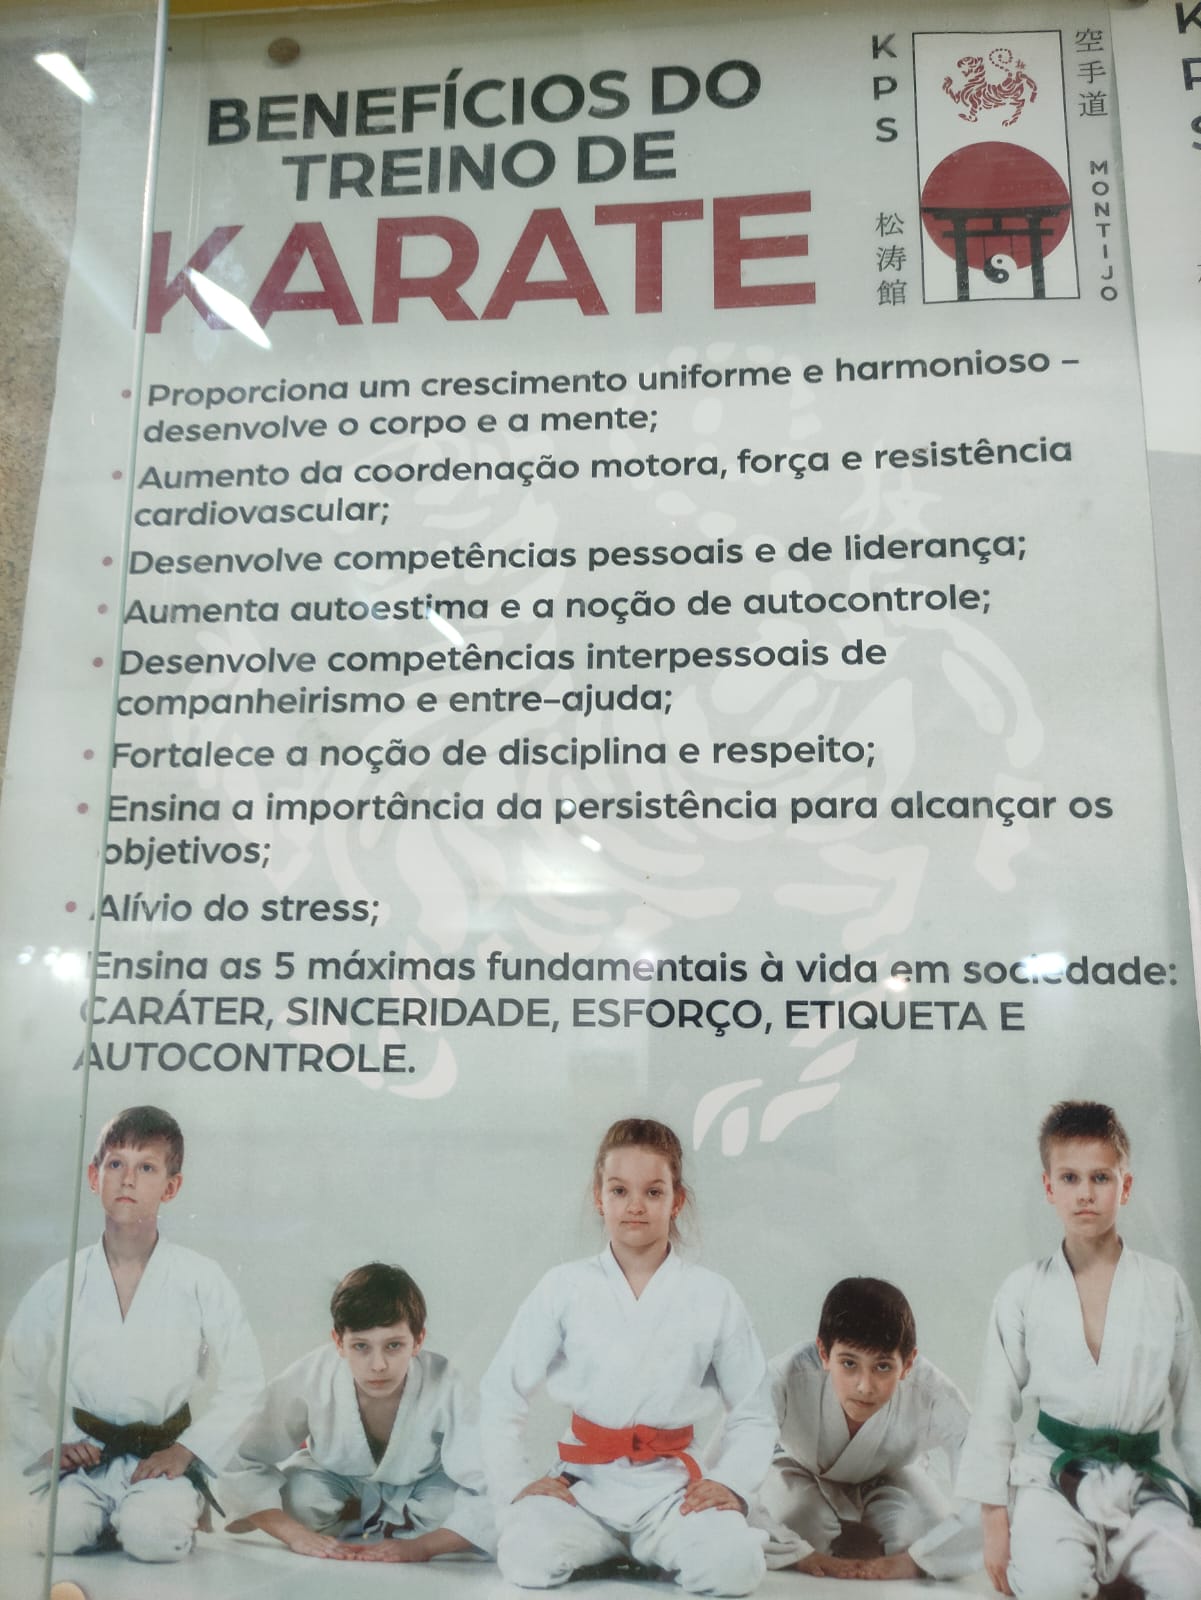 BENEFÍCIOS DO
TREINO DE
KARATE
KPS
松涛館
空手道
MONTIJO
• Proporciona um crescimento uniforme e harmonioso –
desenvolve o corpo e a mente;
• Aumento da coordenação motora, força e resistência
cardiovascular;
• Desenvolve competências pessoais e de liderança;
• Aumenta autoestima e a noção de autocontrole;
• Desenvolve competências interpessoais de
companheirismo e entre-ajuda;
• Fortalece a noção de disciplina e respeito;
• Ensina a importância da persistência para alcançar os
objetivos;
• Alívio do stress;
Ensina as 5 máximas fundamentais à vida em sociedade:
CARÁTER, SINCERIDADE, ESFORÇO, ETIQUETA E
AUTOCONTROLE.